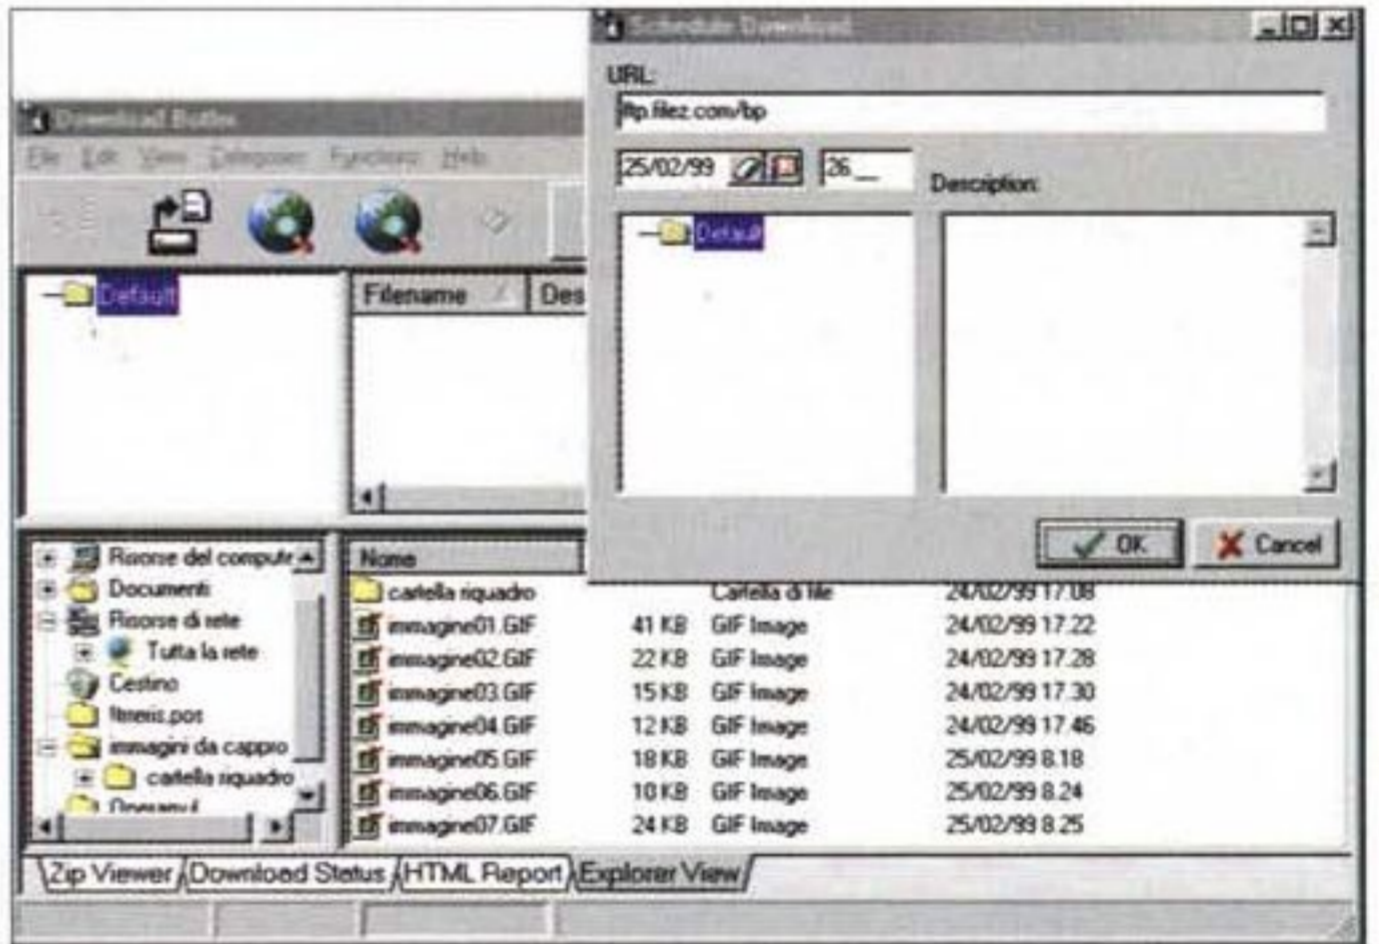 Schedule Download
URL:
ftp.filez.com/bp
25/02/99 26__ Description:
Default
OK Cancel
Download Butler
File Edit View Functions Help
Default
Filename Des
Risorse del compute
Documenti
Risorse di rete
Tutta la rete
Cestino
immagini da cappro
cartella riquadro
Nome
cartella riquadro Cartella di file 24/02/99 17.08
immagine01.GIF 41 KB GIF Image 24/02/99 17.22
immagine02.GIF 22 KB GIF Image 24/02/99 17.28
immagine03.GIF 15 KB GIF Image 24/02/99 17.30
immagine04.GIF 12 KB GIF Image 24/02/99 17.46
immagine05.GIF 18 KB GIF Image 25/02/99 8.18
immagine06.GIF 10 KB GIF Image 25/02/99 8.24
immagine07.GIF 24 KB GIF Image 25/02/99 8.25
Zip Viewer Download Status HTML Report Explorer View